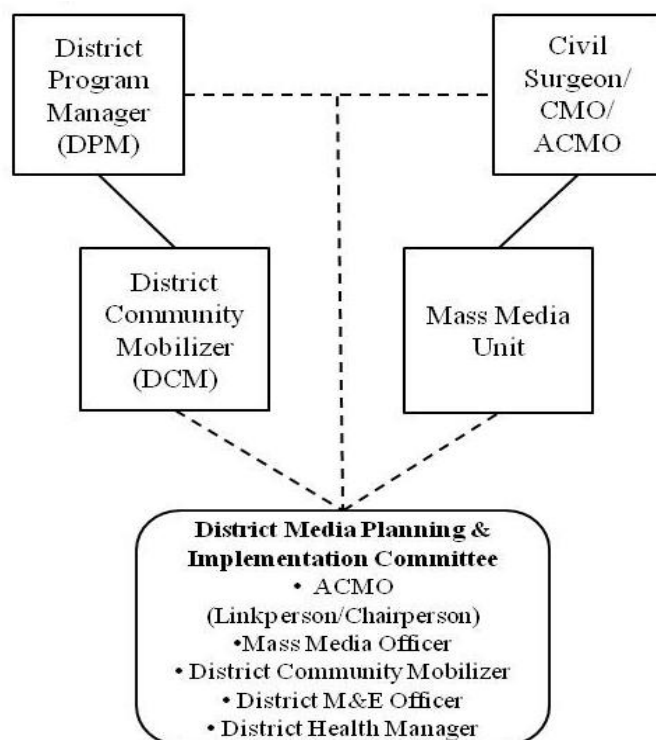 District
Program
Manager
(DPM)
Civil
Surgeon/
CMO/
ACMO
District
Community
Mobilizer
(DCM)
Mass Media
Unit
District Media Planning &
Implementation Committee
• ACMO
(Linkperson/Chairperson)
•Mass Media Officer
• District Community Mobilizer
• District M&E Officer
• District Health Manager